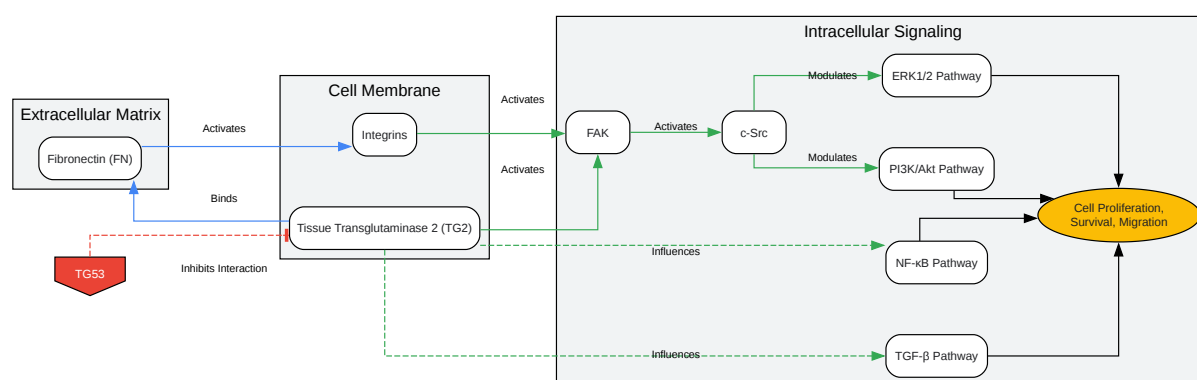 Intracellular Signaling
Modulates
ERK1/2 Pathway
Cell Membrane
Extracellular Matrix
Activates
Activates
Integrins
FAK
Activates
c-Src
Fibronectin (FN)
Modulates
PI3K/Akt Pathway
Activates
Binds
Cell Proliferation,
Survival, Migration
Tissue Transglutaminase 2 (TG2)
Influences
NF-κB Pathway
Inhibits Interaction
TG53
Influences
TGF-β Pathway